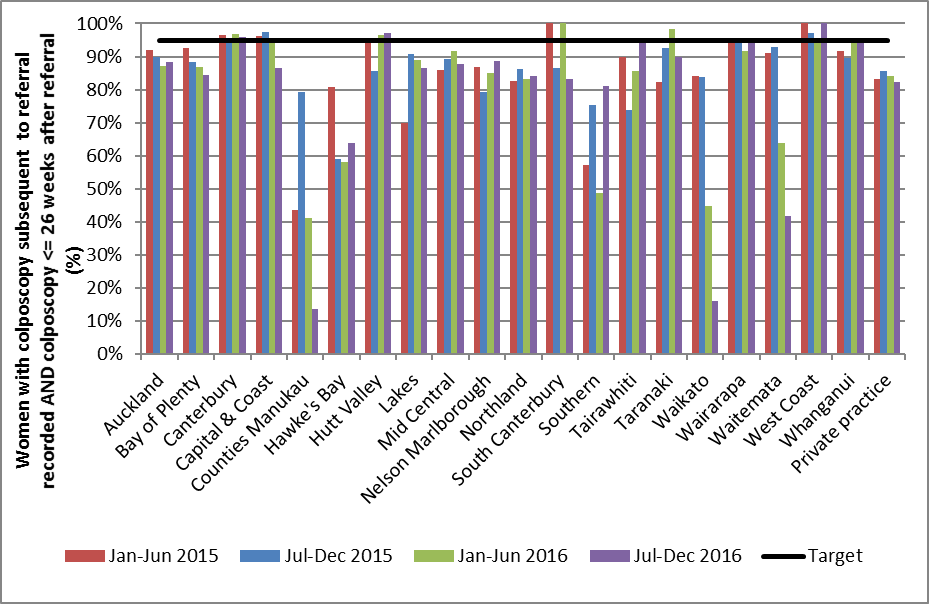 Women with colposcopy subsequent to referral
recorded AND colposcopy <= 26 weeks after referral
(%)
100%
90%
80%
70%
60%
50%
40%
30%
20%
10%
0%
Auckland
Bay of Plenty
Canterbury
Capital & Coast
Counties Manukau
Hawke's Bay
Hutt Valley
Lakes
Mid Central
Nelson Marlborough
Northland
South Canterbury
Southern
Tairawhiti
Taranaki
Waikato
Wairarapa
Waitemata
West Coast
Whanganui
Private practice
Jan-Jun 2015
Jul-Dec 2015
Jan-Jun 2016
Jul-Dec 2016
Target